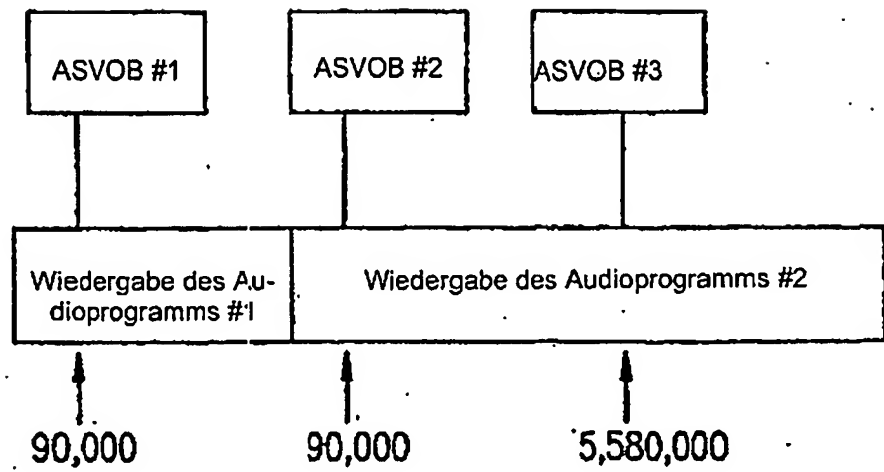 ASVOB #1
ASVOB #2
ASVOB #3
Wiedergabe des Au-
dioprogramms #1
Wiedergabe des Audioprogramms #2
90,000
90,000
5,580,000